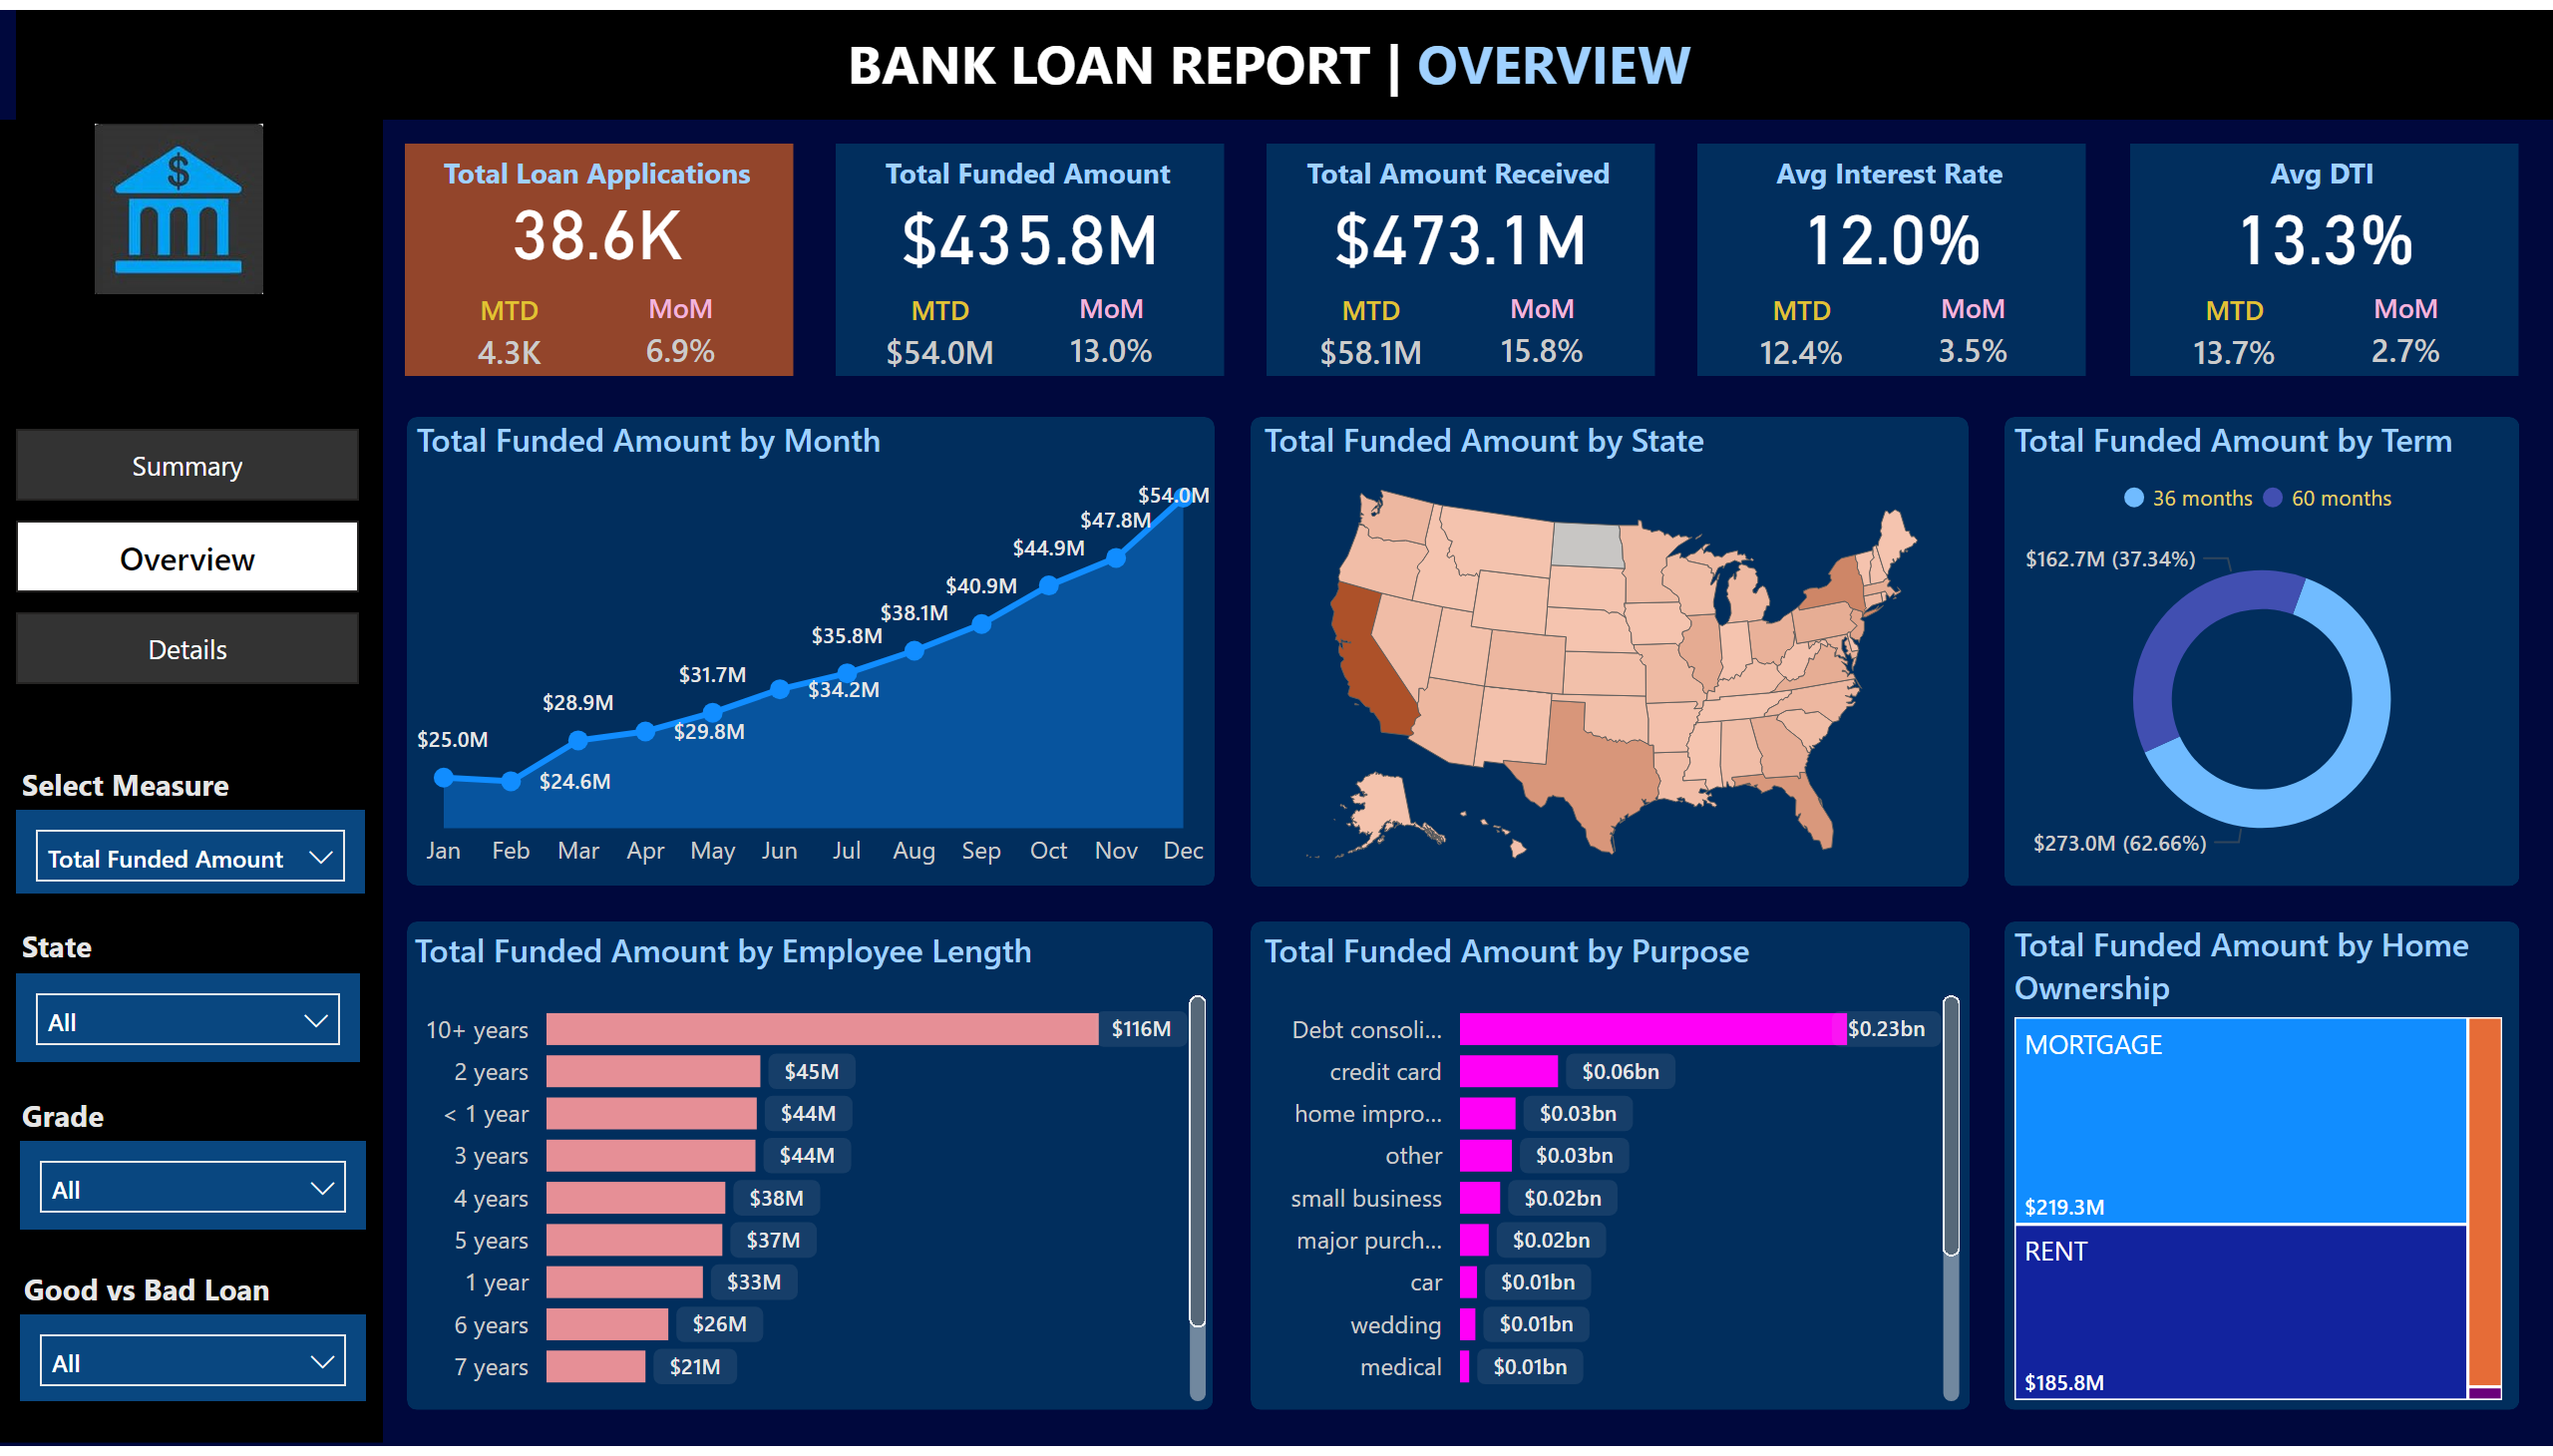 BANK LOAN REPORT | OVERVIEW
$
Total Loan Applications
38.6K
MTD MoM
4.3K 6.9%
Total Funded Amount
$435.8M
MTD MoM
$54.0M 13.0%
Total Amount Received
$473.1M
MTD MoM
$58.1M 15.8%
Avg Interest Rate
12.0%
MTD MoM
12.4% 3.5%
Avg DTI
13.3%
MTD MoM
13.7% 2.7%
Summary
Overview
Details
Select Measure
Total Funded Amount
State
All
Grade
All
Good vs Bad Loan
All
Total Funded Amount by Month
$54.0M
$47.8M
$44.9M
$40.9M
$38.1M
$35.8M
$34.2M
$31.7M
$28.9M
$29.8M
$25.0M
$24.6M
Jan Feb Mar Apr May Jun Jul Aug Sep Oct Nov Dec
Total Funded Amount by State
Total Funded Amount by Term
36 months 60 months
$162.7M (37.34%)
$273.0M (62.66%)
Total Funded Amount by Employee Length
10+ years $116M
2 years $45M
< 1 year $44M
3 years $44M
4 years $38M
5 years $37M
1 year $33M
6 years $26M
7 years $21M
Total Funded Amount by Purpose
Debt consoli... $0.23bn
credit card $0.06bn
home impro... $0.03bn
other $0.03bn
small business $0.02bn
major purch... $0.02bn
car $0.01bn
wedding $0.01bn
medical $0.01bn
Total Funded Amount by Home
Ownership
MORTGAGE
$219.3M
RENT
$185.8M